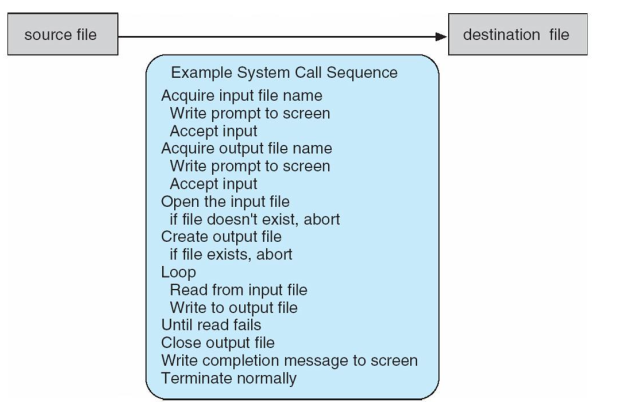 source file
destination file
Example System Call Sequence
Acquire input file name
Write prompt to screen
Accept input
Acquire output file name
Write prompt to screen
Accept input
Open the input file
if file doesn't exist, abort
Create output file
if file exists, abort
Loop
Read from input file
Write to output file
Until read fails
Close output file
Write completion message to screen
Terminate normally